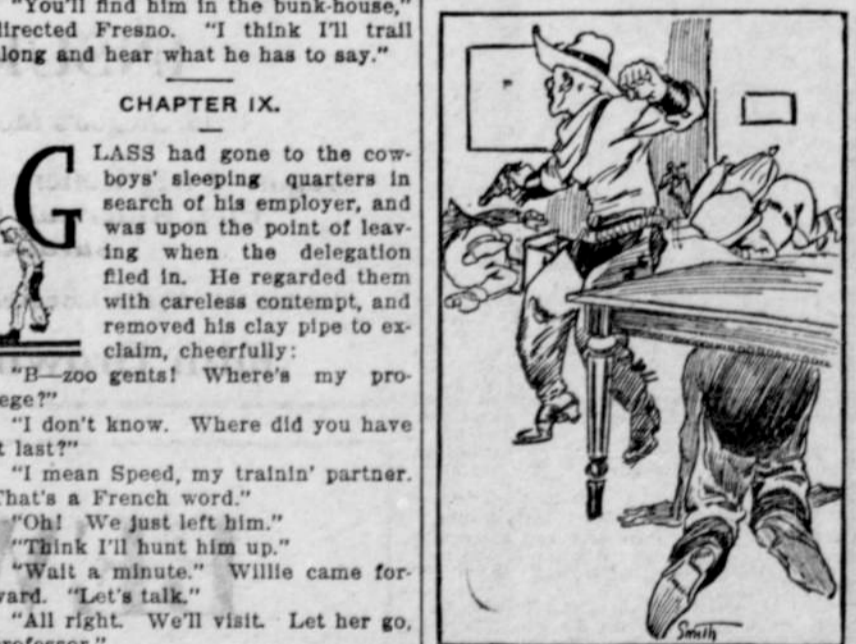 "You'll find him in the bunk-house,"
directed Fresno. "I think I'll trail
long and hear what he has to say."
CHAPTER IX.
GLASS had gone to the cow-
boys' sleeping quarters in
search of his employer, and
was upon the point of leav-
ing when the delegation
filed in. He regarded them
with careless contempt, and
removed his clay pipe to ex-
claim, cheerfully:
"B—zoo gents! Where's my pro-
ege?"
"I don't know. Where did you have
t last?"
"I mean Speed, my trainin' partner.
That's a French word."
"Oh! We just left him."
"Think I'll hunt him up."
"Wait a minute." Willie came for-
ward. "Let's talk."
"All right. We'll visit. Let her go,
professor."
Smith